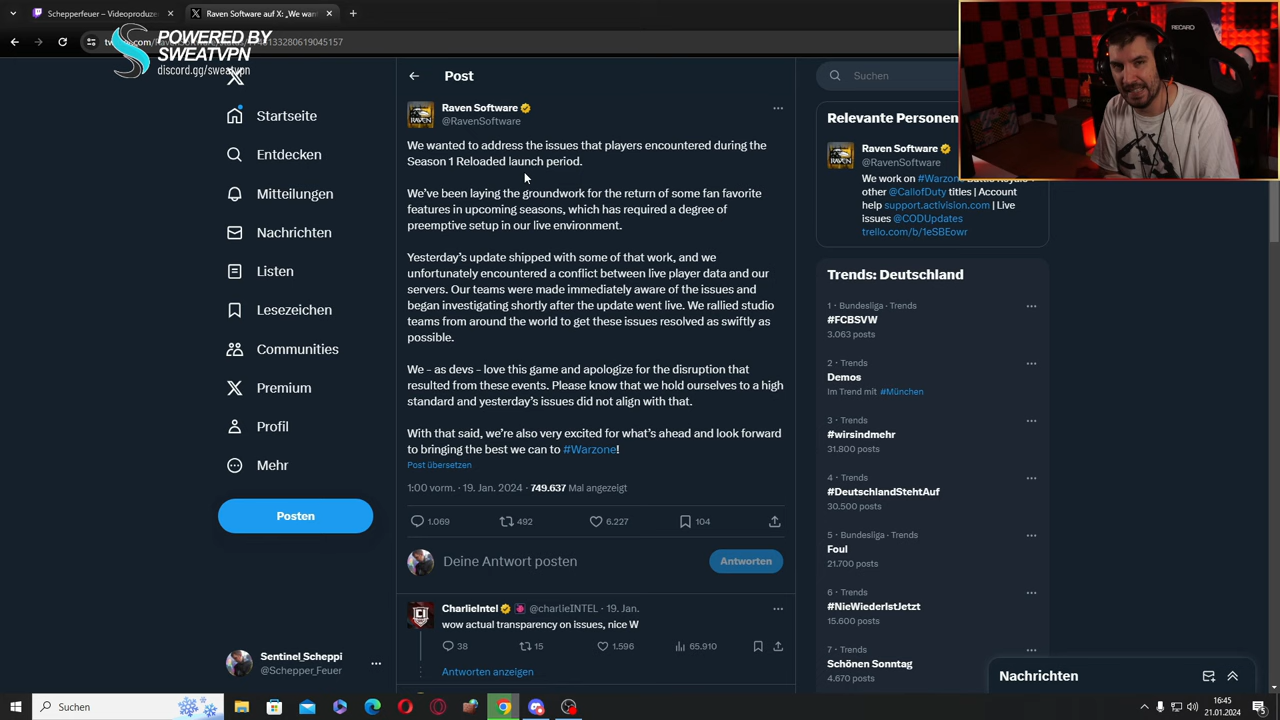 Schepperfeuer – Videoproduze
Raven Software auf X: „We wan
POWERED BY
SWEATVPN
discord.gg/sweatvpn
Startseite
Entdecken
Mitteilungen
Nachrichten
Listen
Lesezeichen
Communities
Premium
Profil
Mehr
Posten
Sentinel_Scheppi
@Schepper_Feuer
Post
Raven Software
@RavenSoftware
We wanted to address the issues that players encountered during the
Season 1 Reloaded launch period.
We've been laying the groundwork for the return of some fan favorite
features in upcoming seasons, which has required a degree of
preemptive setup in our live environment.
Yesterday's update shipped with some of that work, and we
unfortunately encountered a conflict between live player data and our
servers. Our teams were made immediately aware of the issues and
began investigating shortly after the update went live. We rallied studio
teams from around the world to get these issues resolved as swiftly as
possible.
We - as devs - love this game and apologize for the disruption that
resulted from these events. Please know that we hold ourselves to a high
standard and yesterday's issues did not align with that.
With that said, we're also very excited for what's ahead and look forward
to bringing the best we can to #Warzone!
Post übersetzen
1:00 vorm. · 19. Jan. 2024 · 749.637 Mal angezeigt
1.069 492 6.227 104
Deine Antwort posten
Antworten
CharlieIntel @charlieINTEL · 19. Jan.
wow actual transparency on issues, nice W
38 15 1.596 65.910
Antworten anzeigen
Suchen
Relevante Personen
Raven Software
@RavenSoftware
We work on #Warzone
other @CallofDuty titles | Account
help support.activision.com | Live
issues @CODUpdates
trello.com/b/1eSBEowr
Trends: Deutschland
1 · Bundesliga · Trends
#FCBSVW
3.063 posts
2 · Trends
Demos
Im Trend mit #München
3 · Trends
#wirsindmehr
31.800 posts
4 · Trends
#DeutschlandStehtAuf
30.500 posts
5 · Bundesliga · Trends
Foul
21.700 posts
6 · Trends
#NieWiederIstJetzt
15.600 posts
7 · Trends
Schönen Sonntag
4.670 posts
Nachrichten
RECARO
Suchen
16:45
21.01.2024
5